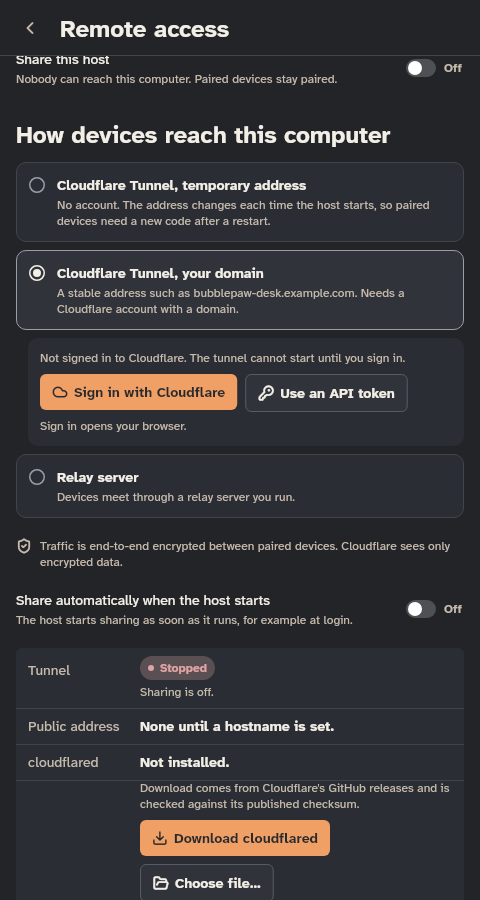 Remote access
Share this host
Nobody can reach this computer. Paired devices stay paired.
Off
How devices reach this computer
Cloudflare Tunnel, temporary address
No account. The address changes each time the host starts, so paired
devices need a new code after a restart.
Cloudflare Tunnel, your domain
A stable address such as bubblepaw-desk.example.com. Needs a
Cloudflare account with a domain.
Not signed in to Cloudflare. The tunnel cannot start until you sign in.
Sign in with Cloudflare
Use an API token
Sign in opens your browser.
Relay server
Devices meet through a relay server you run.
Traffic is end-to-end encrypted between paired devices. Cloudflare sees only
encrypted data.
Share automatically when the host starts
The host starts sharing as soon as it runs, for example at login.
Off
Tunnel
Stopped
Sharing is off.
Public address
None until a hostname is set.
cloudflared
Not installed.
Download comes from Cloudflare's GitHub releases and is
checked against its published checksum.
Download cloudflared
Choose file...